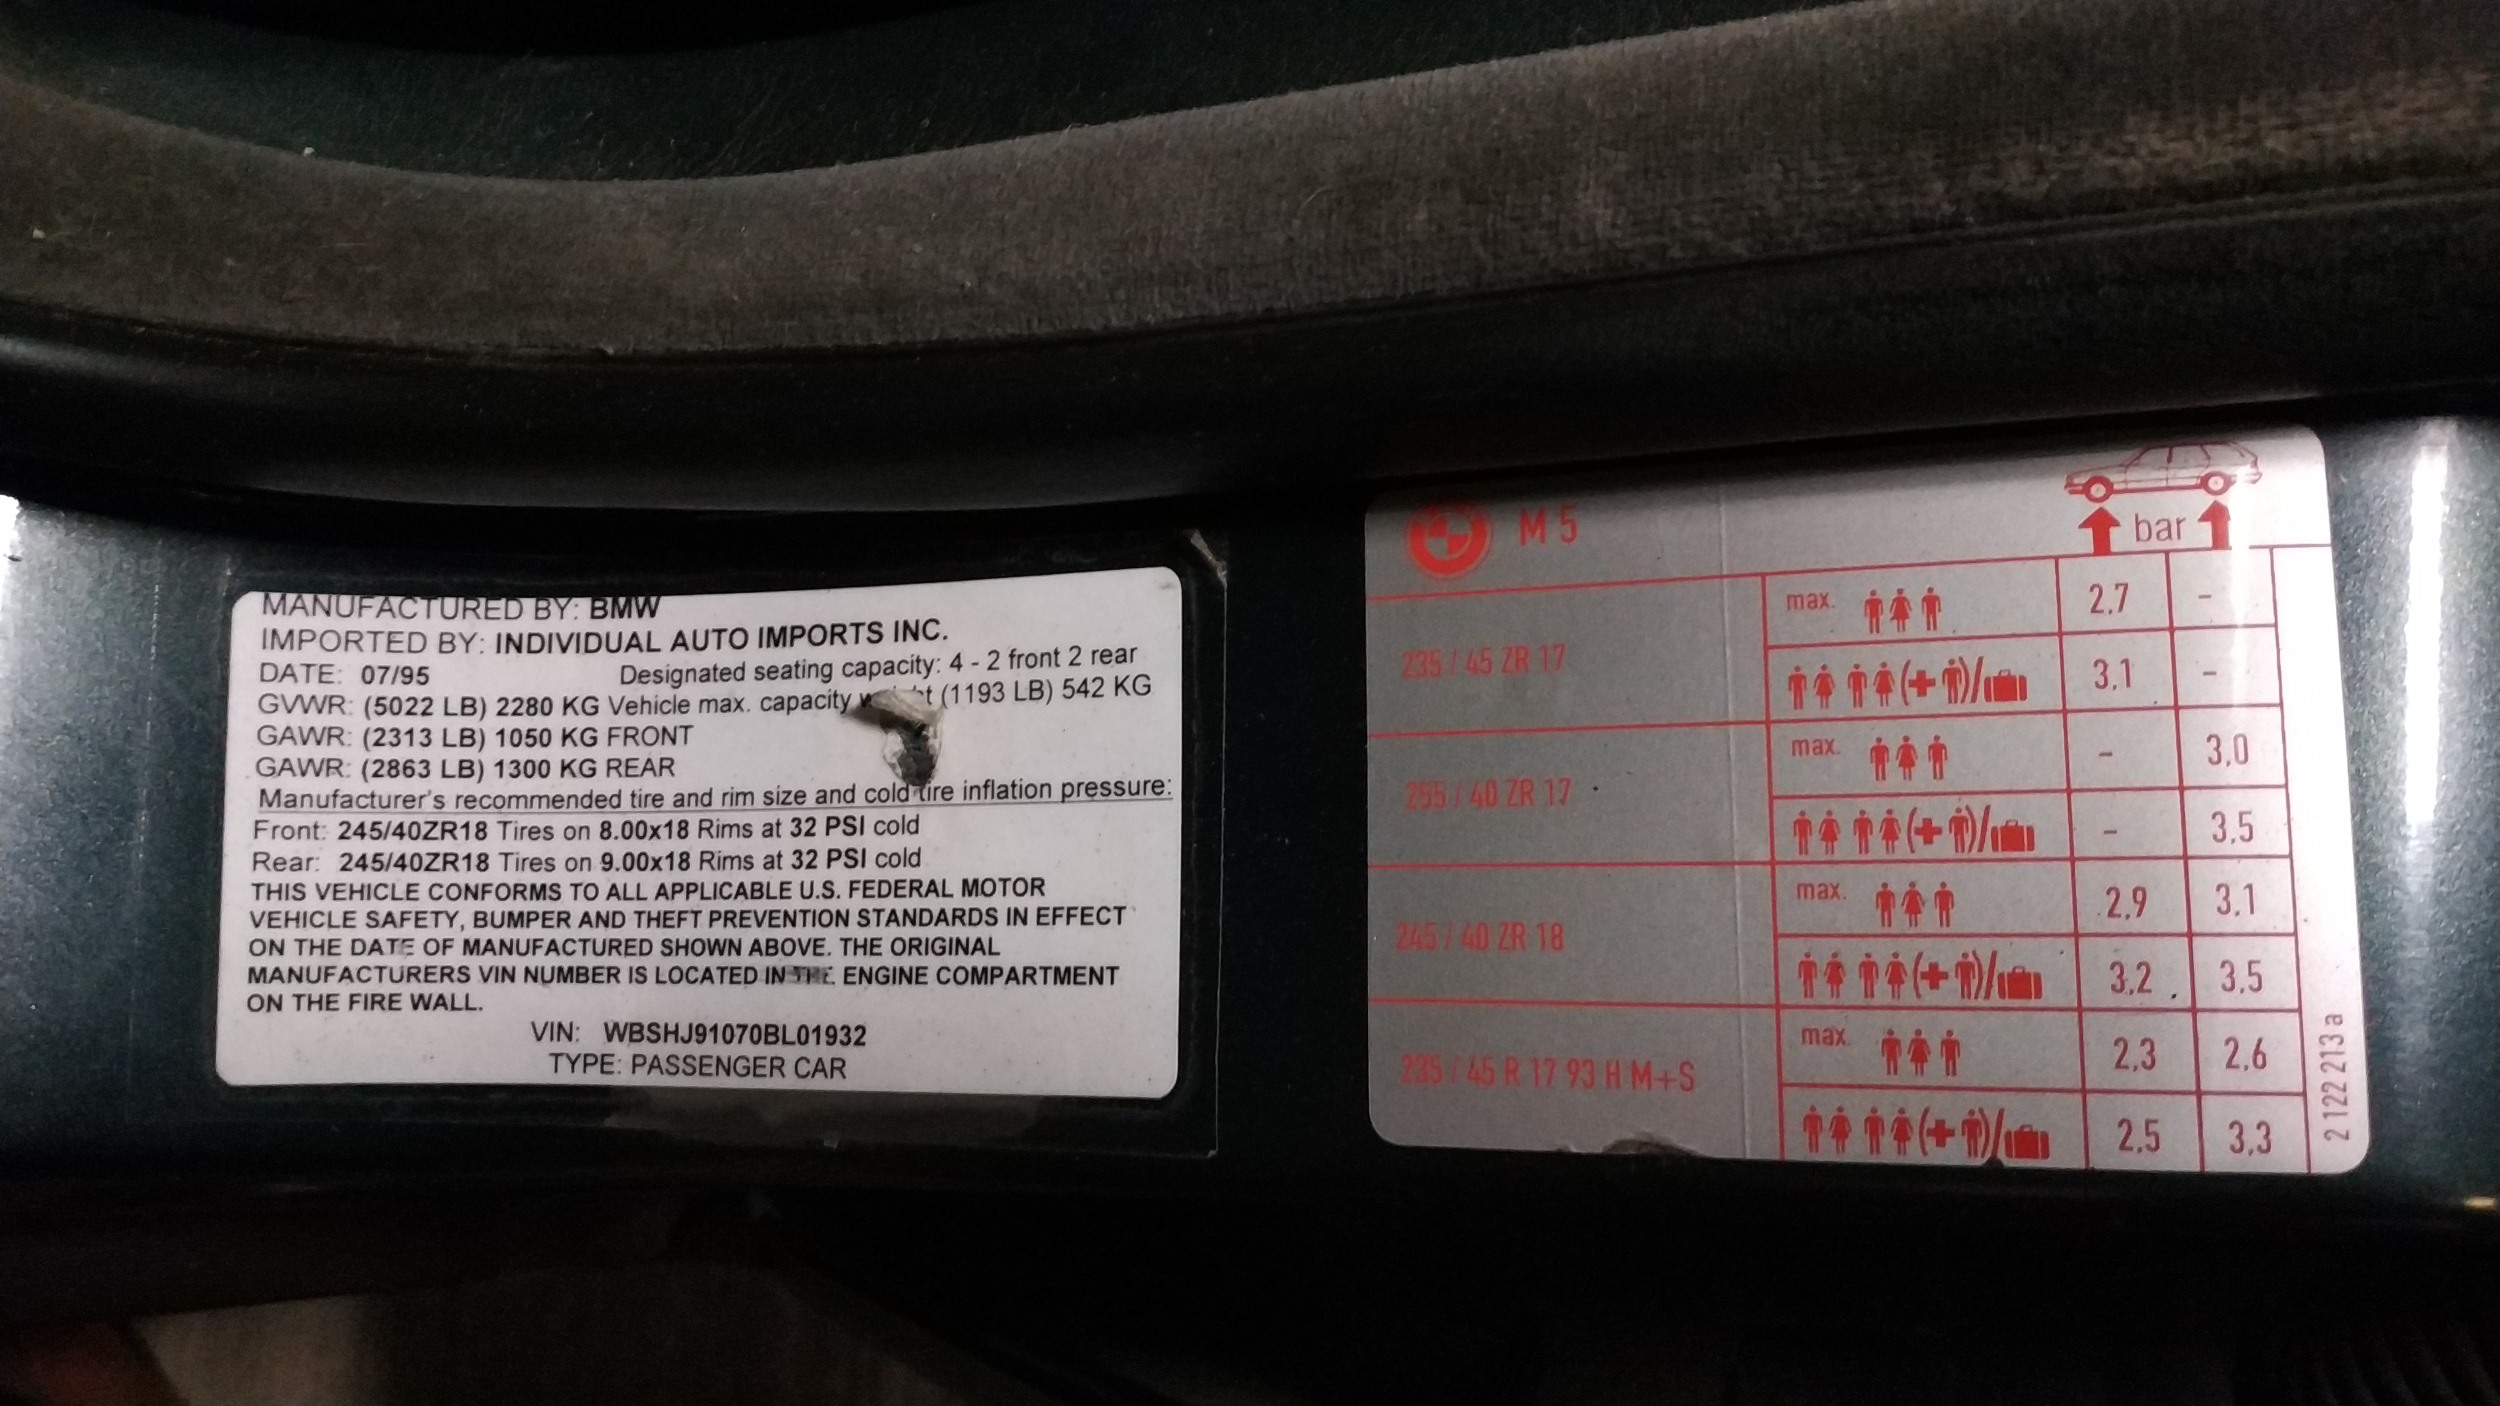 MANUFACTURED BY: BMW
IMPORTED BY: INDIVIDUAL AUTO IMPORTS INC.
DATE: 07/95 Designated seating capacity: 4 - 2 front 2 rear
GVWR: (5022 LB) 2280 KG Vehicle max. capacity (1193 LB) 542 KG
GAWR: (2313 LB) 1050 KG FRONT
GAWR: (2863 LB) 1300 KG REAR
Manufacturer's recommended tire and rim size and cold tire inflation pressure:
Front: 245/40ZR18 Tires on 8.00x18 Rims at 32 PSI cold
Rear: 245/40ZR18 Tires on 9.00x18 Rims at 32 PSI cold
THIS VEHICLE CONFORMS TO ALL APPLICABLE U.S. FEDERAL MOTOR
VEHICLE SAFETY, BUMPER AND THEFT PREVENTION STANDARDS IN EFFECT
ON THE DATE OF MANUFACTURED SHOWN ABOVE. THE ORIGINAL
MANUFACTURERS VIN NUMBER IS LOCATED IN THE ENGINE COMPARTMENT
ON THE FIRE WALL.
VIN: WBSHJ91070BL01932
TYPE: PASSENGER CAR
M 5
bar
235 / 45 ZR 17
max. 2,7 -
(+)/ 3,1 -
255 / 40 ZR 17
max. - 3,0
(+)/ - 3,5
245 / 40 ZR 18
max. 2,9 3,1
(+)/ 3,2 3,5
235 / 45 R 17 93 H M+S
max. 2,3 2,6
(+)/ 2,5 3,3
2 122 213 a